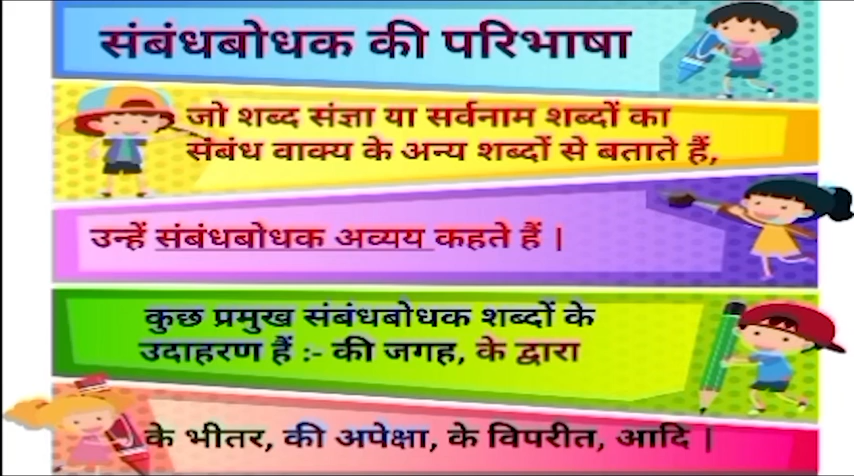 संबंधबोधक की परिभाषा
जो शब्द संज्ञा या सर्वनाम शब्दों का
संबंध वाक्य के अन्य शब्दों से बताते हैं,
उन्हें संबंधबोधक अव्यय कहते हैं |
कुछ प्रमुख संबंधबोधक शब्दों के
उदाहरण हैं :- की जगह, के द्वारा
के भीतर, की अपेक्षा, के विपरीत, आदि |